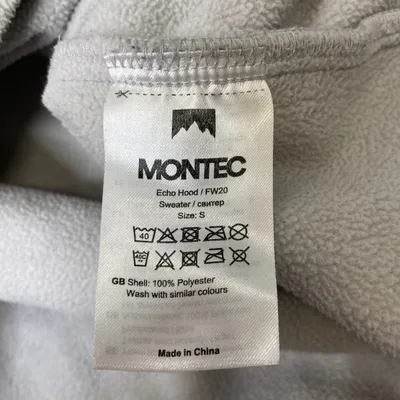 MONTEC
Echo Hood / FW20
Sweater / свитер
Size: S
40
40C
GB Shell: 100% Polyester
Wash with similar colours
Made in China